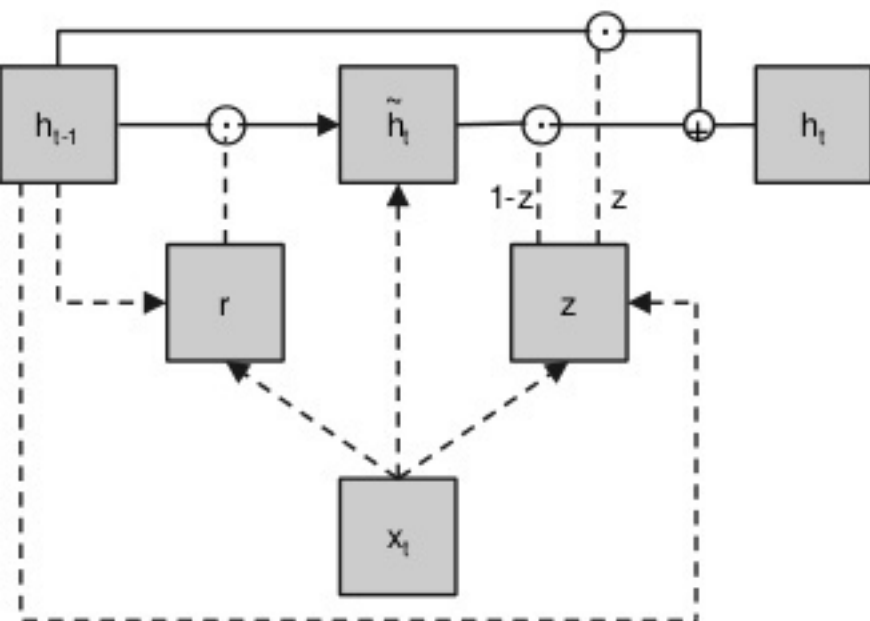 h_{t-1}
h̃_t
h_t
1-z
z
r
z
x_t